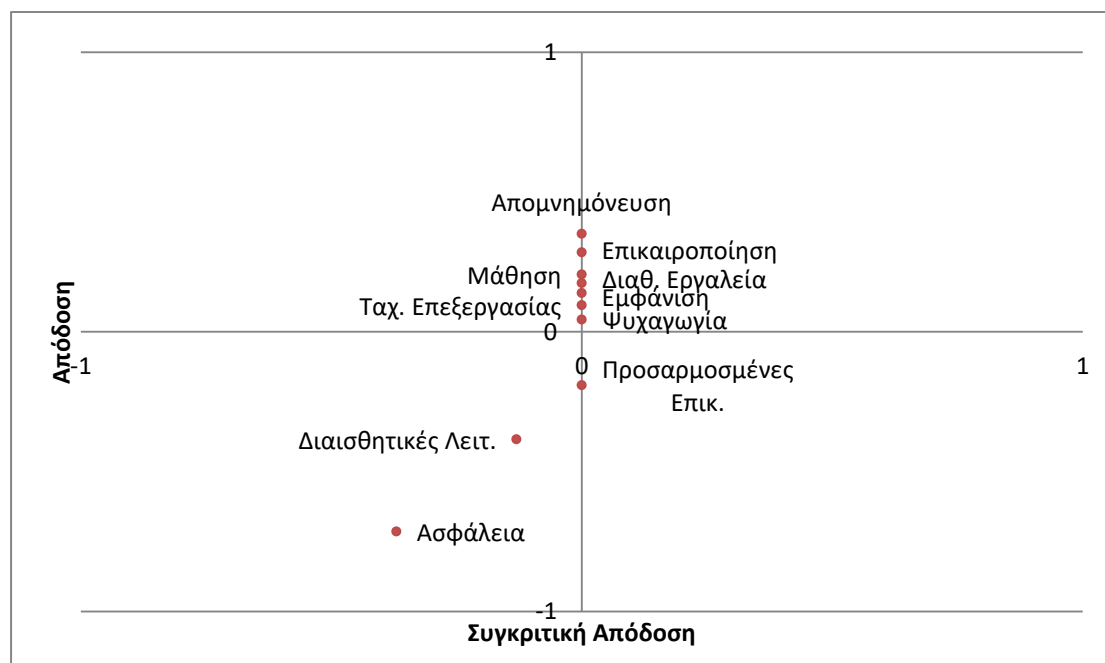 1
Απομνημόνευση
Επικαιροποίηση
Μάθηση
Διαθ. Εργαλεία
Εμφάνιση
Ταχ. Επεξεργασίας
Ψυχαγωγία
0
Απόδοση
-1
0
1
Προσαρμοσμένες
Επικ.
Διαισθητικές Λειτ.
Ασφάλεια
-1
Συγκριτική Απόδοση